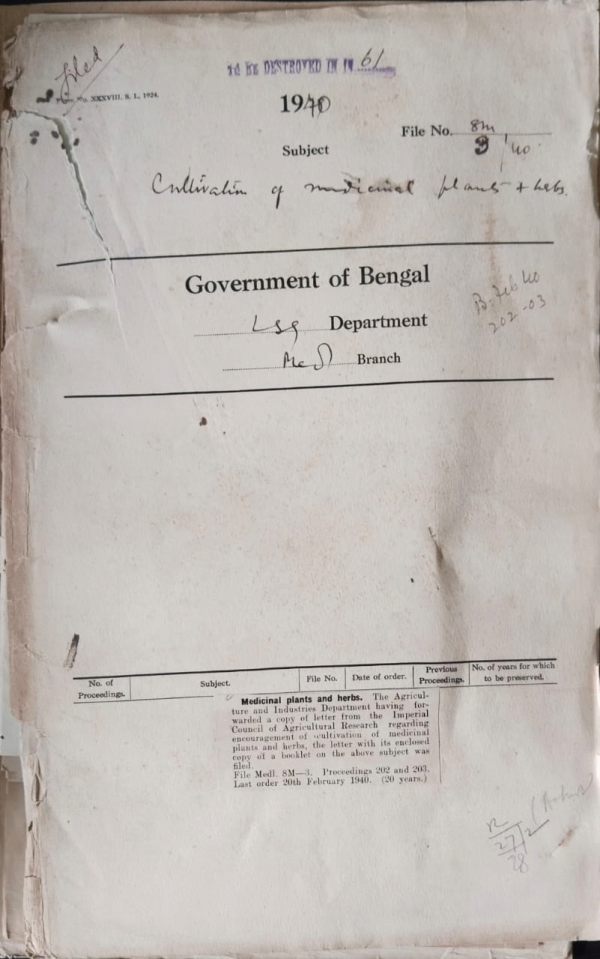 Filed
TO BE DESTROYED IN 61
No. XXXVIII. S. I., 1924.
1940
File No. 8M
3/40
Subject
Cultivation of medicinal plants + herbs.
Government of Bengal
B. Feb 40
202-03
LSG Department
Medl Branch
No. of Proceedings. Subject. File No. Date of order. Previous Proceedings. No. of years for which to be preserved.
Medicinal plants and herbs. The Agricul-
ture and Industries Department having for-
warded a copy of letter from the Imperial
Council of Agricultural Research regarding
encouragement of cultivation of medicinal
plants and herbs, the letter with its enclosed
copy of a booklet on the above subject was
filed.
File Medl. 8M—3. Proceedings 202 and 203.
Last order 20th February 1940. (20 years.)
27/2
28